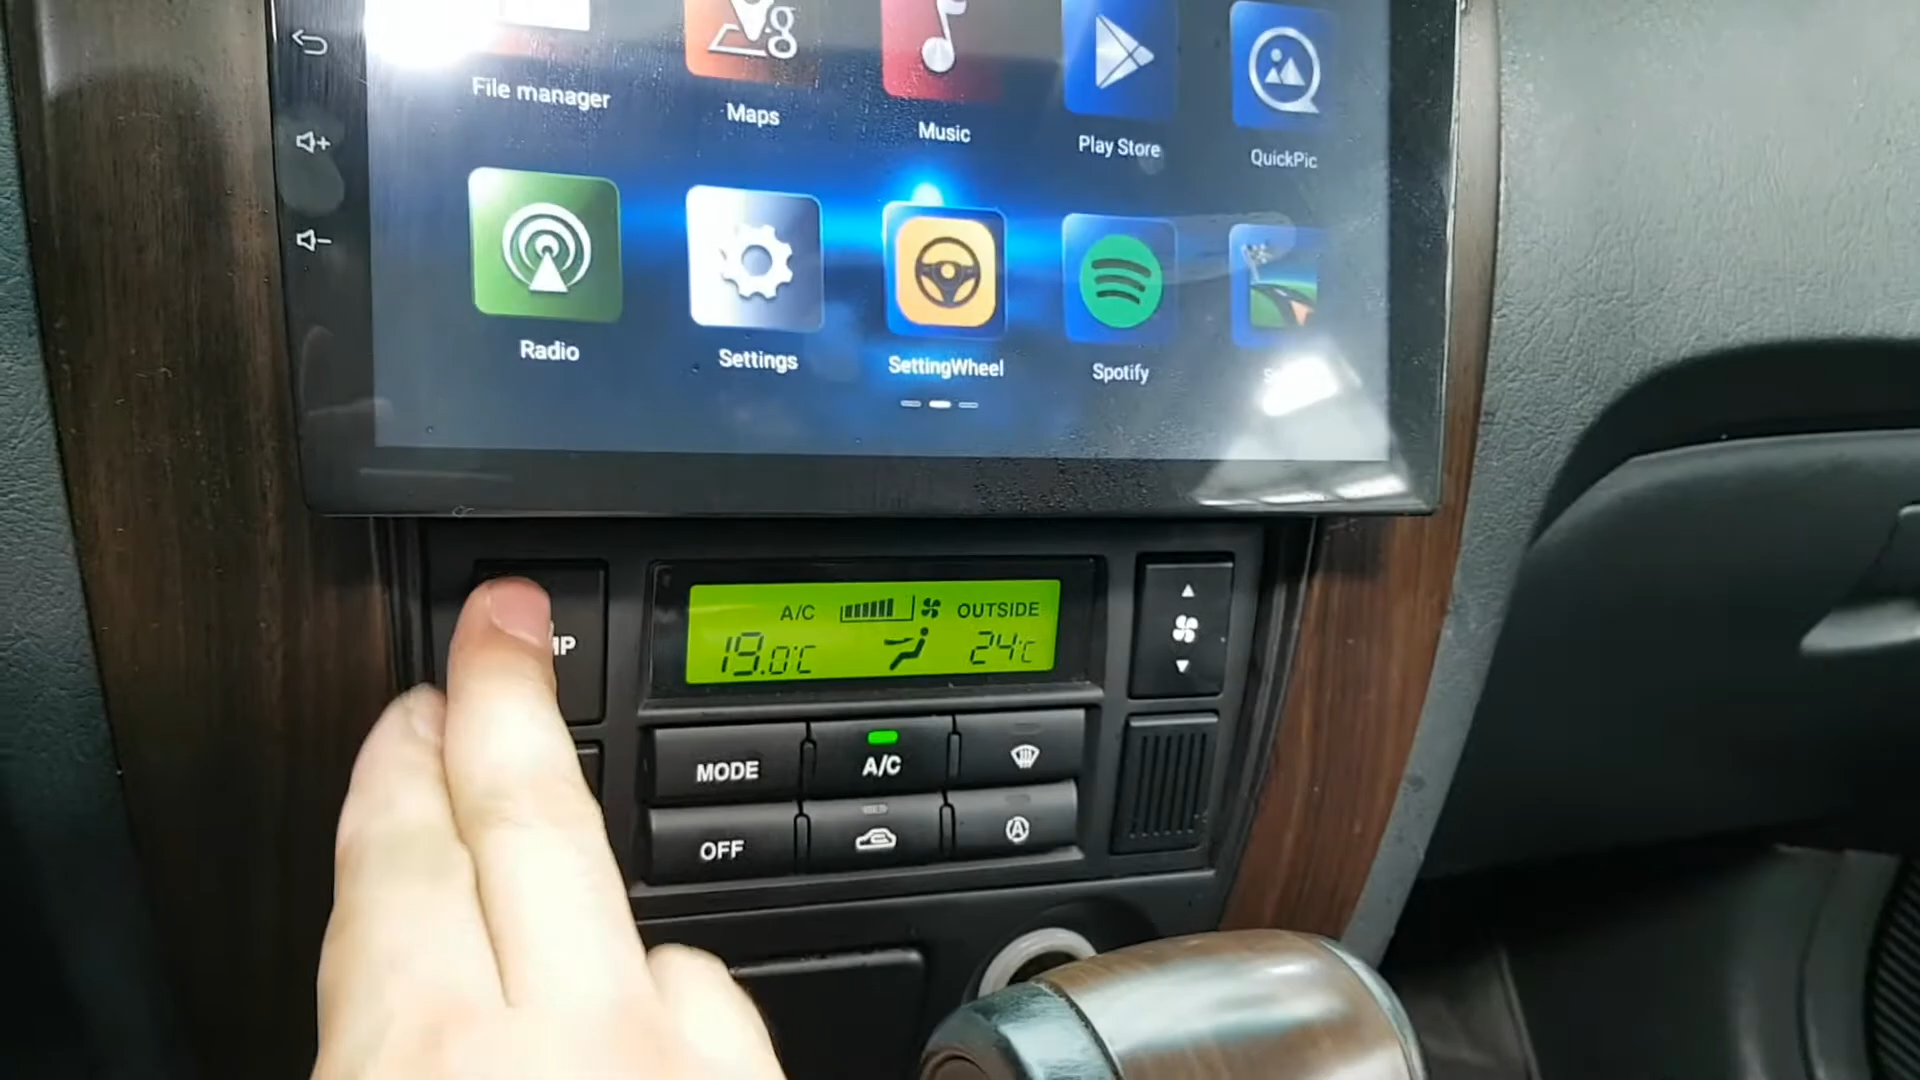 File manager
Maps
Music
Play Store
QuickPic
Radio
Settings
SettingWheel
Spotify
A/C
OUTSIDE
19.0°C
24°C
MODE
A/C
OFF
A